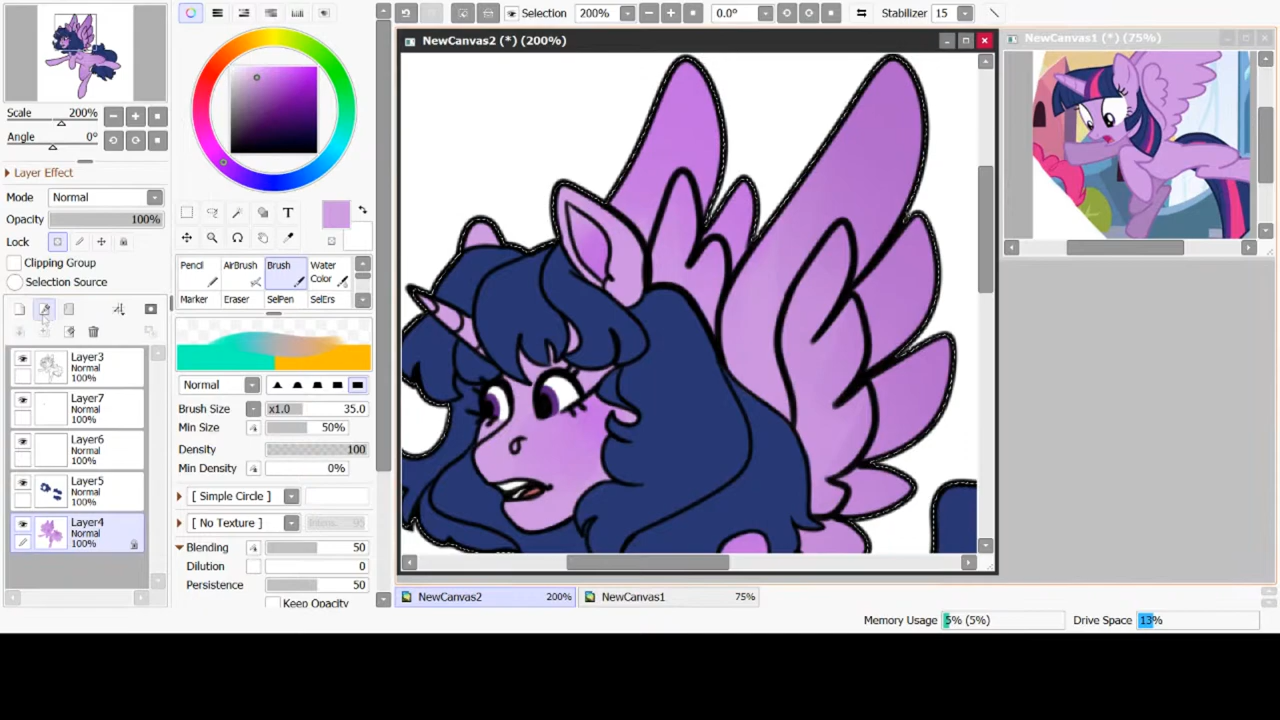 Selection
200%
0.0°
Stabilizer
15
NewCanvas2 (*) (200%)
NewCanvas1 (*) (75%)
Scale
200%
Angle
0°
Layer Effect
Mode
Normal
Opacity
100%
Lock
Clipping Group
Selection Source
Layer3
Normal
100%
Layer7
Normal
100%
Layer6
Normal
100%
Layer5
Normal
100%
Layer4
Normal
100%
T
Pencil
AirBrush
Brush
Water Color
Marker
Eraser
SelPen
SelErs
Normal
Brush Size
x1.0
35.0
Min Size
50%
Density
100
Min Density
0%
[ Simple Circle ]
[ No Texture ]
Blending
50
Dilution
0
Persistence
50
Keep Opacity
NewCanvas2
200%
NewCanvas1
75%
Memory Usage
5% (5%)
Drive Space
13%